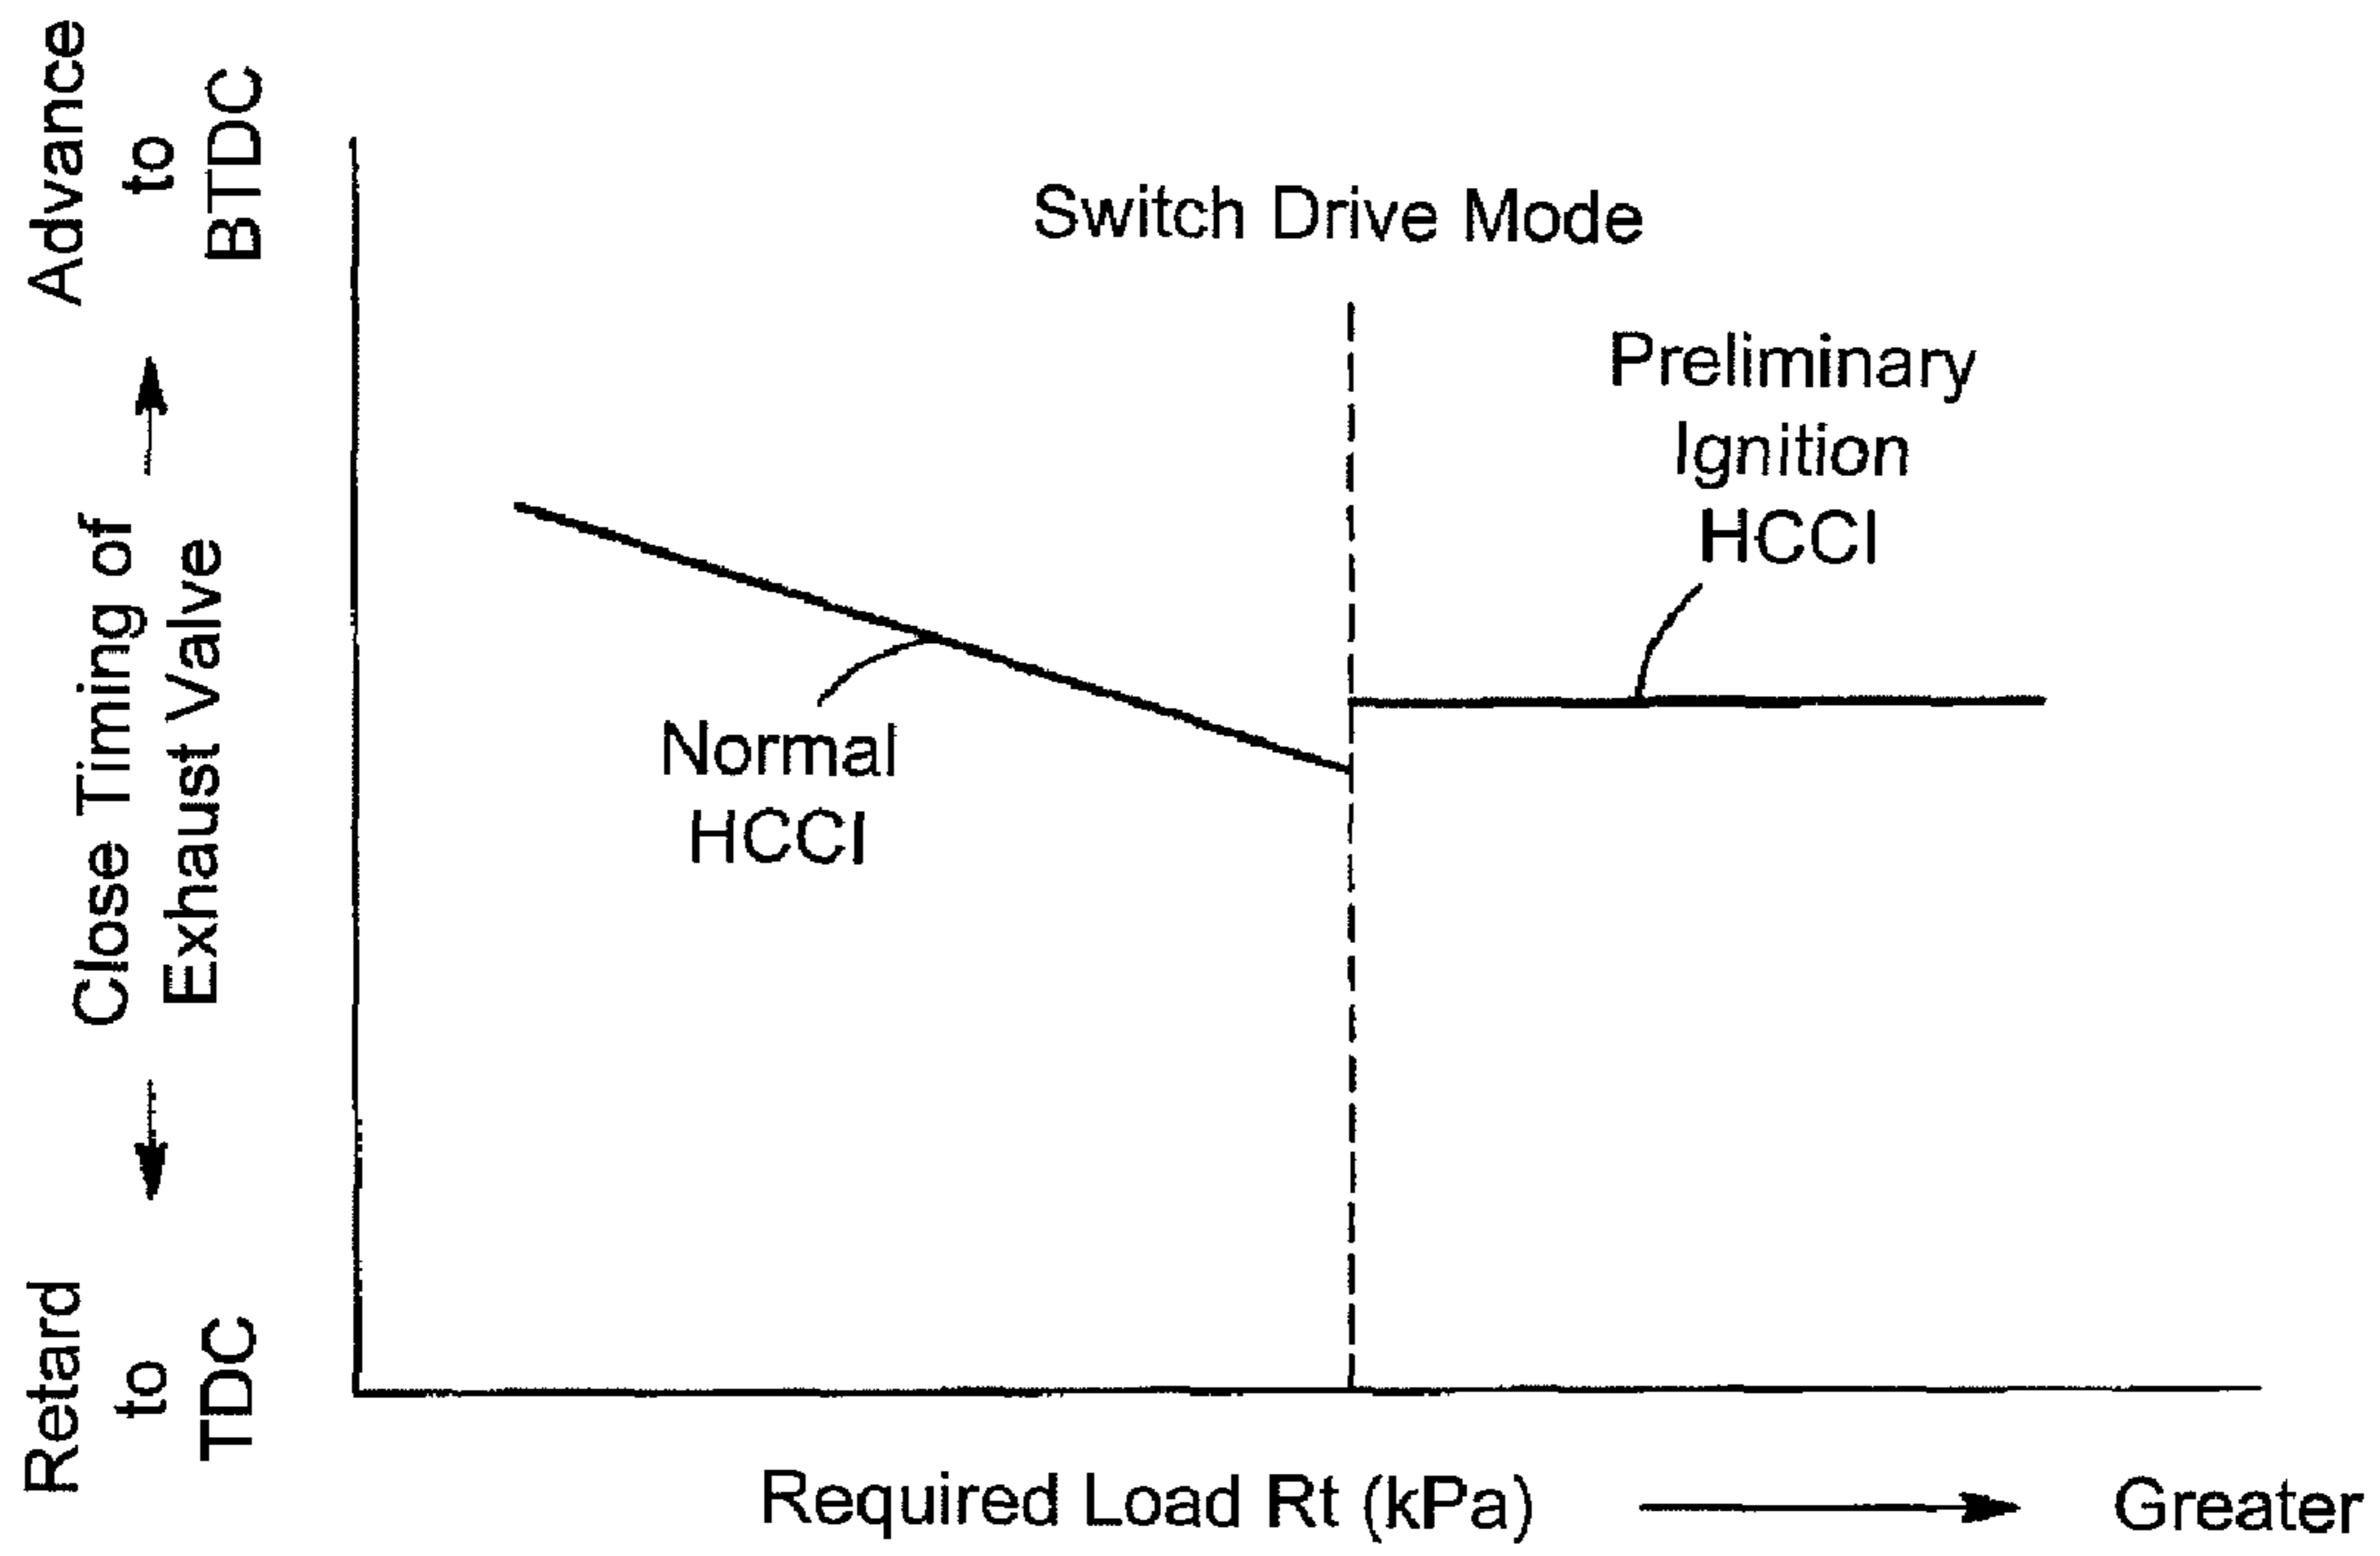 Advance
to
BTDC
Close Timing of
Exhaust Valve
Retard
to
TDC
Switch Drive Mode
Preliminary
Ignition
HCCI
Normal
HCCI
Required Load Rt (kPa)
Greater